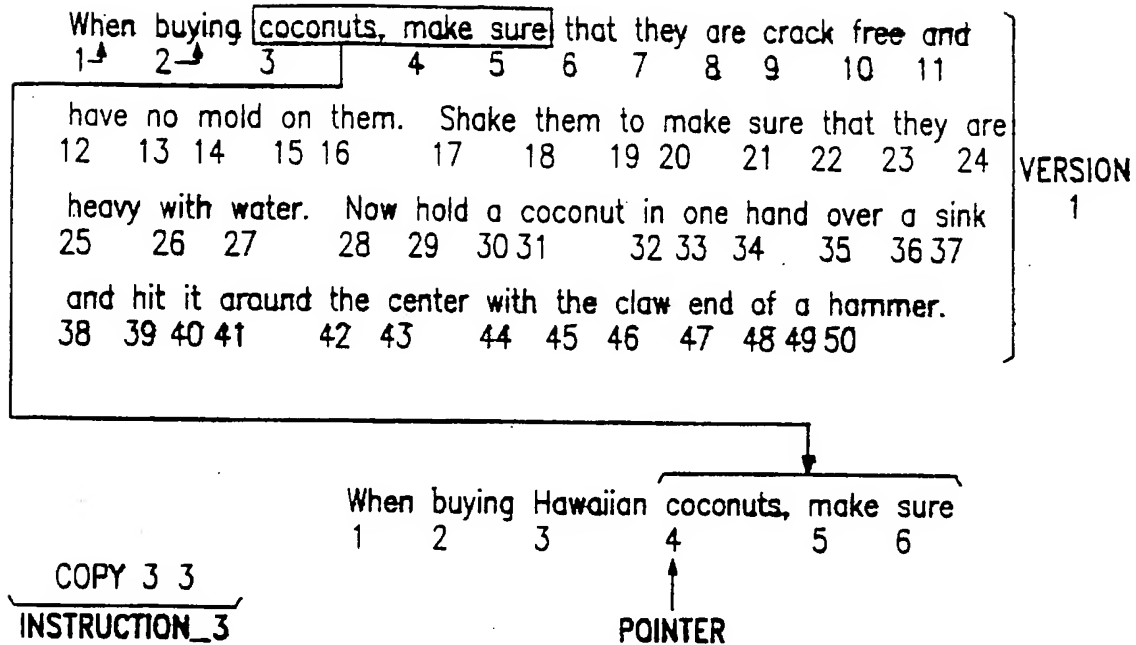 When buying coconuts, make sure that they are crack free and
1 2 3 4 5 6 7 8 9 10 11
have no mold on them. Shake them to make sure that they are
12 13 14 15 16 17 18 19 20 21 22 23 24
VERSION
1
heavy with water. Now hold a coconut in one hand over a sink
25 26 27 28 29 30 31 32 33 34 35 36 37
and hit it around the center with the claw end of a hammer.
38 39 40 41 42 43 44 45 46 47 48 49 50
When buying Hawaiian coconuts, make sure
1 2 3 4 5 6
COPY 3 3
INSTRUCTION_3
POINTER